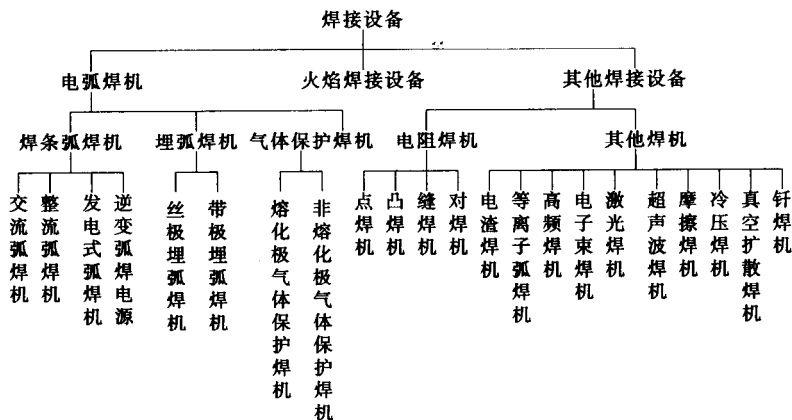 焊接设备
电弧焊机
火焰焊接设备
其他焊接设备
焊条弧焊机
埋弧焊机
气体保护焊机
电阻焊机
其他焊机
交流弧焊机
整流弧焊机
发电式弧焊机
逆变弧焊电源
丝极埋弧焊机
带极埋弧焊机
熔化极气体保护焊机
非熔化极气体保护焊机
点焊机
凸焊机
缝焊机
对焊机
电渣焊机
等离子弧焊机
高频焊机
电子束焊机
激光焊机
超声波焊机
摩擦焊机
冷压焊机
真空扩散焊机
钎焊机